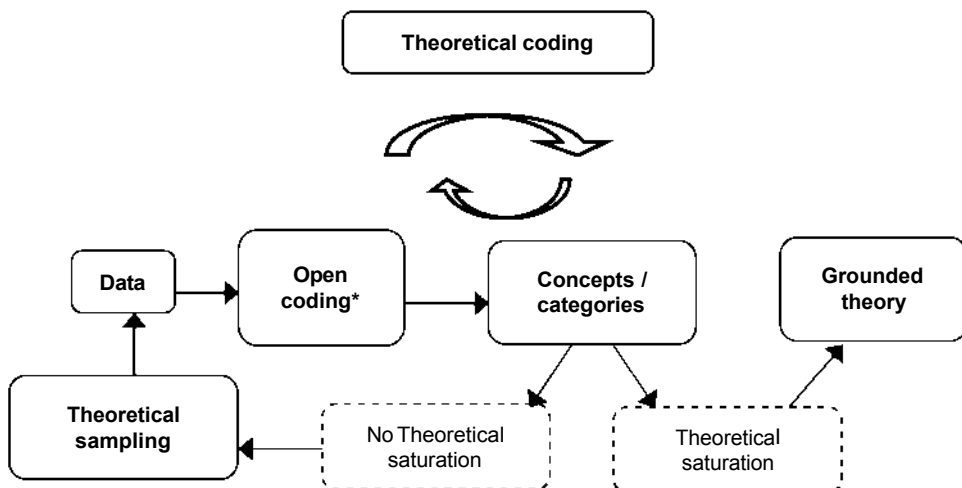 Theoretical coding
Data
Open
coding*
Concepts /
categories
Grounded
theory
Theoretical
sampling
No Theoretical
saturation
Theoretical
saturation